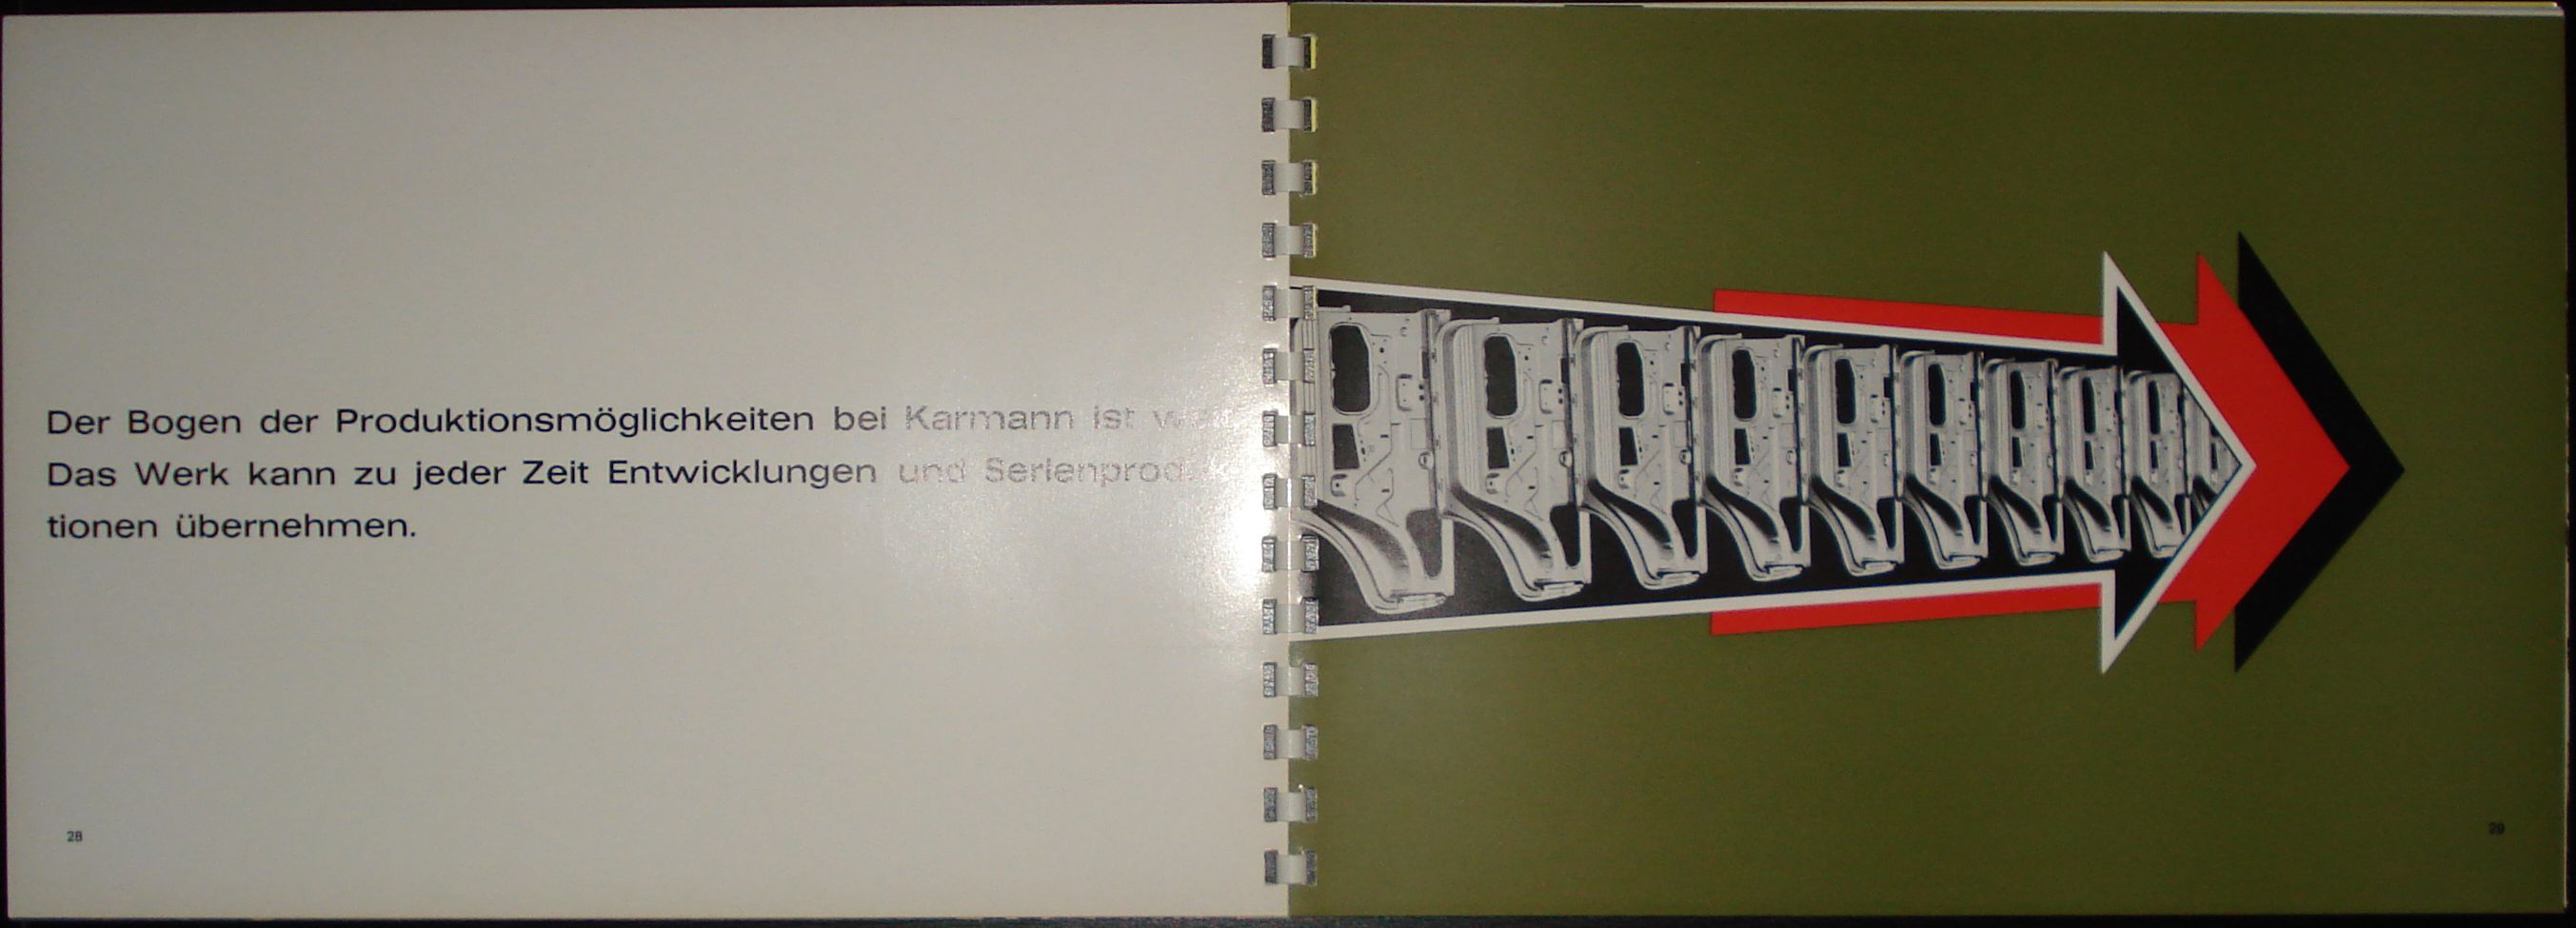 Der Bogen der Produktionsmöglichkeiten bei Karmann ist
Das Werk kann zu jeder Zeit Entwicklungen und Serienproduk-
tionen übernehmen.
28
29